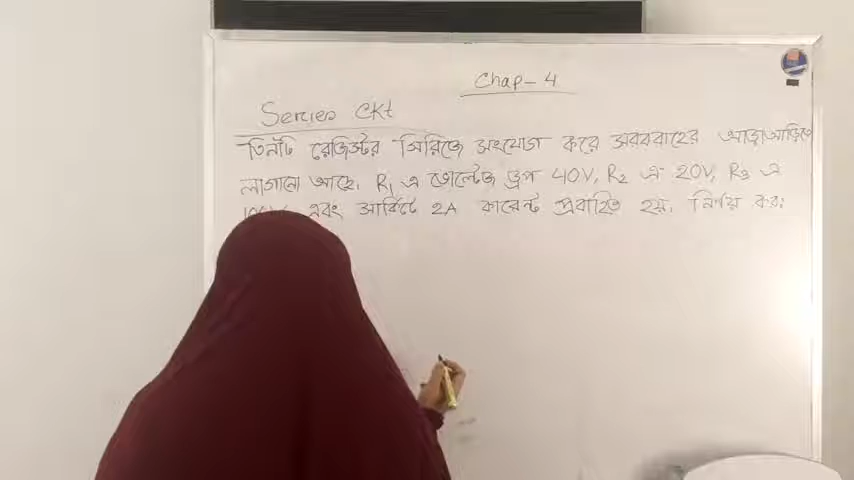 Chap - 4
Series CKt
তিনটি রেজিস্টর সিরিজে সংযোগ করে সরবরাহের আড়াআড়িতে
লাগানো আছে, R₁ এ ভোল্টেজ ড্রপ 40V, R₂ এ 20V, R₃ এ
এবং সার্কিটে 2A কারেন্ট প্রবাহিত হয়, নির্ণয় কর: